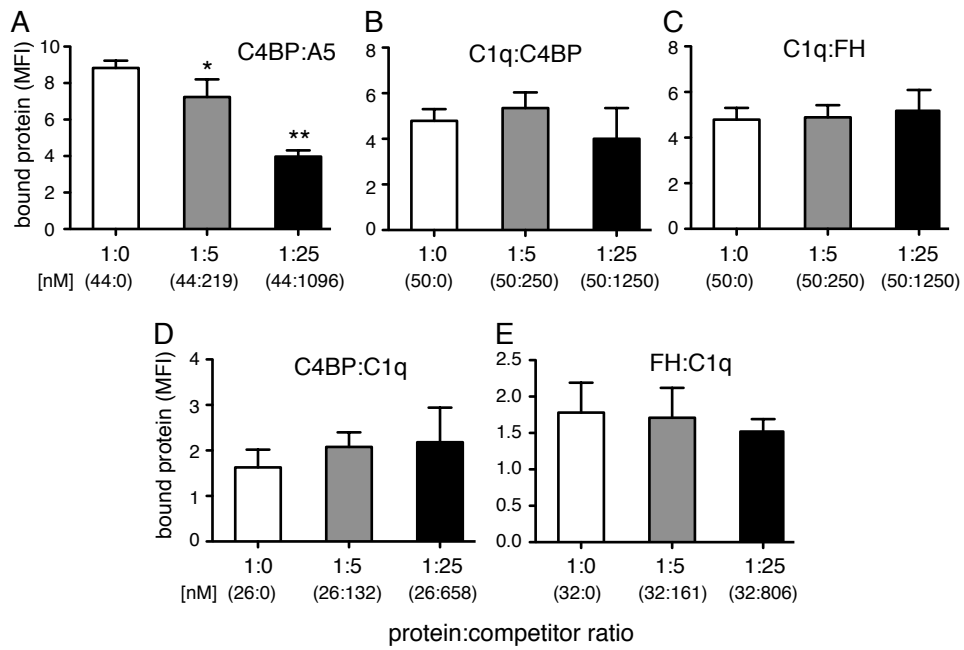 A
C4BP:A5
bound protein (MFI)
10
8
6
4
2
0
*
**
1:0 1:5 1:25
[nM] (44:0) (44:219) (44:1096)
B
C1q:C4BP
8
6
4
2
0
1:0 1:5 1:25
(50:0) (50:250) (50:1250)
C
C1q:FH
8
6
4
2
0
1:0 1:5 1:25
(50:0) (50:250) (50:1250)
D
C4BP:C1q
bound protein (MFI)
4
3
2
1
0
1:0 1:5 1:25
[nM] (26:0) (26:132) (26:658)
E
FH:C1q
2.5
2.0
1.5
1.0
0.5
0.0
1:0 1:5 1:25
(32:0) (32:161) (32:806)
protein:competitor ratio